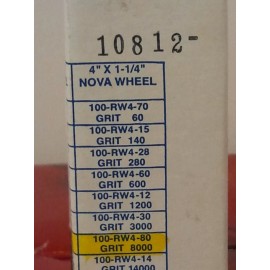 10812-
4" X 1-1/4"
NOVA WHEEL
100-RW4-70
GRIT 60
100-RW4-15
GRIT 140
100-RW4-28
GRIT 280
100-RW4-60
GRIT 600
100-RW4-12
GRIT 1200
100-RW4-30
GRIT 3000
100-RW4-80
GRIT 8000
100-RW4-14
GRIT 14000